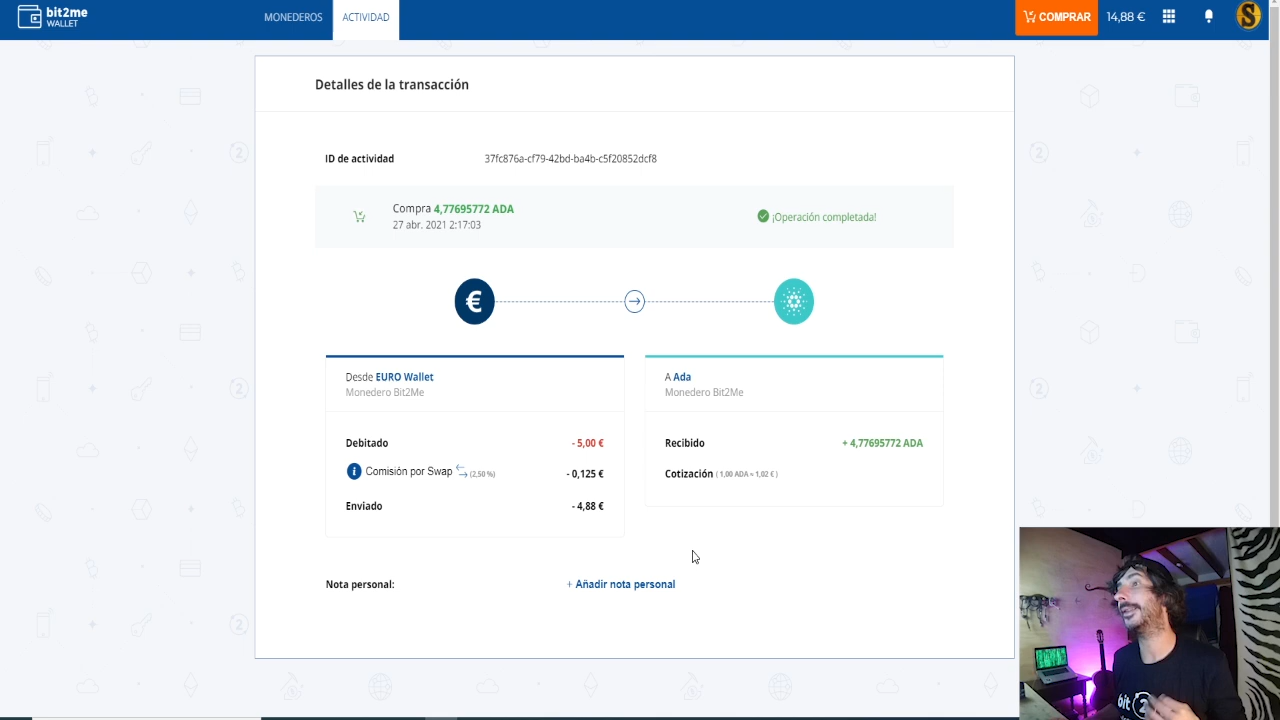 bit2me
WALLET
MONEDEROS
ACTIVIDAD
COMPRAR
14,88 €
Detalles de la transacción
ID de actividad
37fc876a-cf79-42bd-ba4b-c5f20852dcf8
Compra 4,77695772 ADA
27 abr. 2021 2:17:03
¡Operación completada!
Desde EURO Wallet
Monedero Bit2Me
Debitado - 5,00 €
Comisión por Swap (2,50 %) - 0,125 €
Enviado - 4,88 €
A Ada
Monedero Bit2Me
Recibido + 4,77695772 ADA
Cotización ( 1,00 ADA ≈ 1,02 € )
Nota personal:
+ Añadir nota personal
bit 2